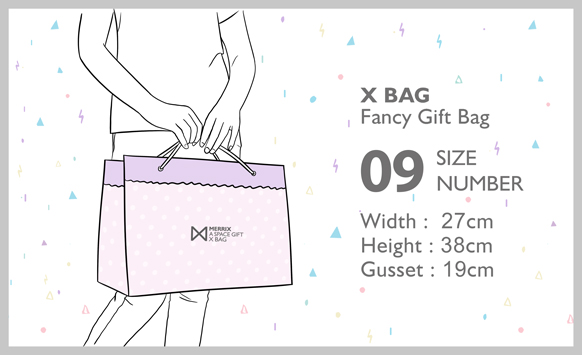 X BAG
Fancy Gift Bag
09 SIZE
NUMBER
Width : 27cm
Height : 38cm
Gusset : 19cm
MERRIX
A SPACE GIFT
X BAG